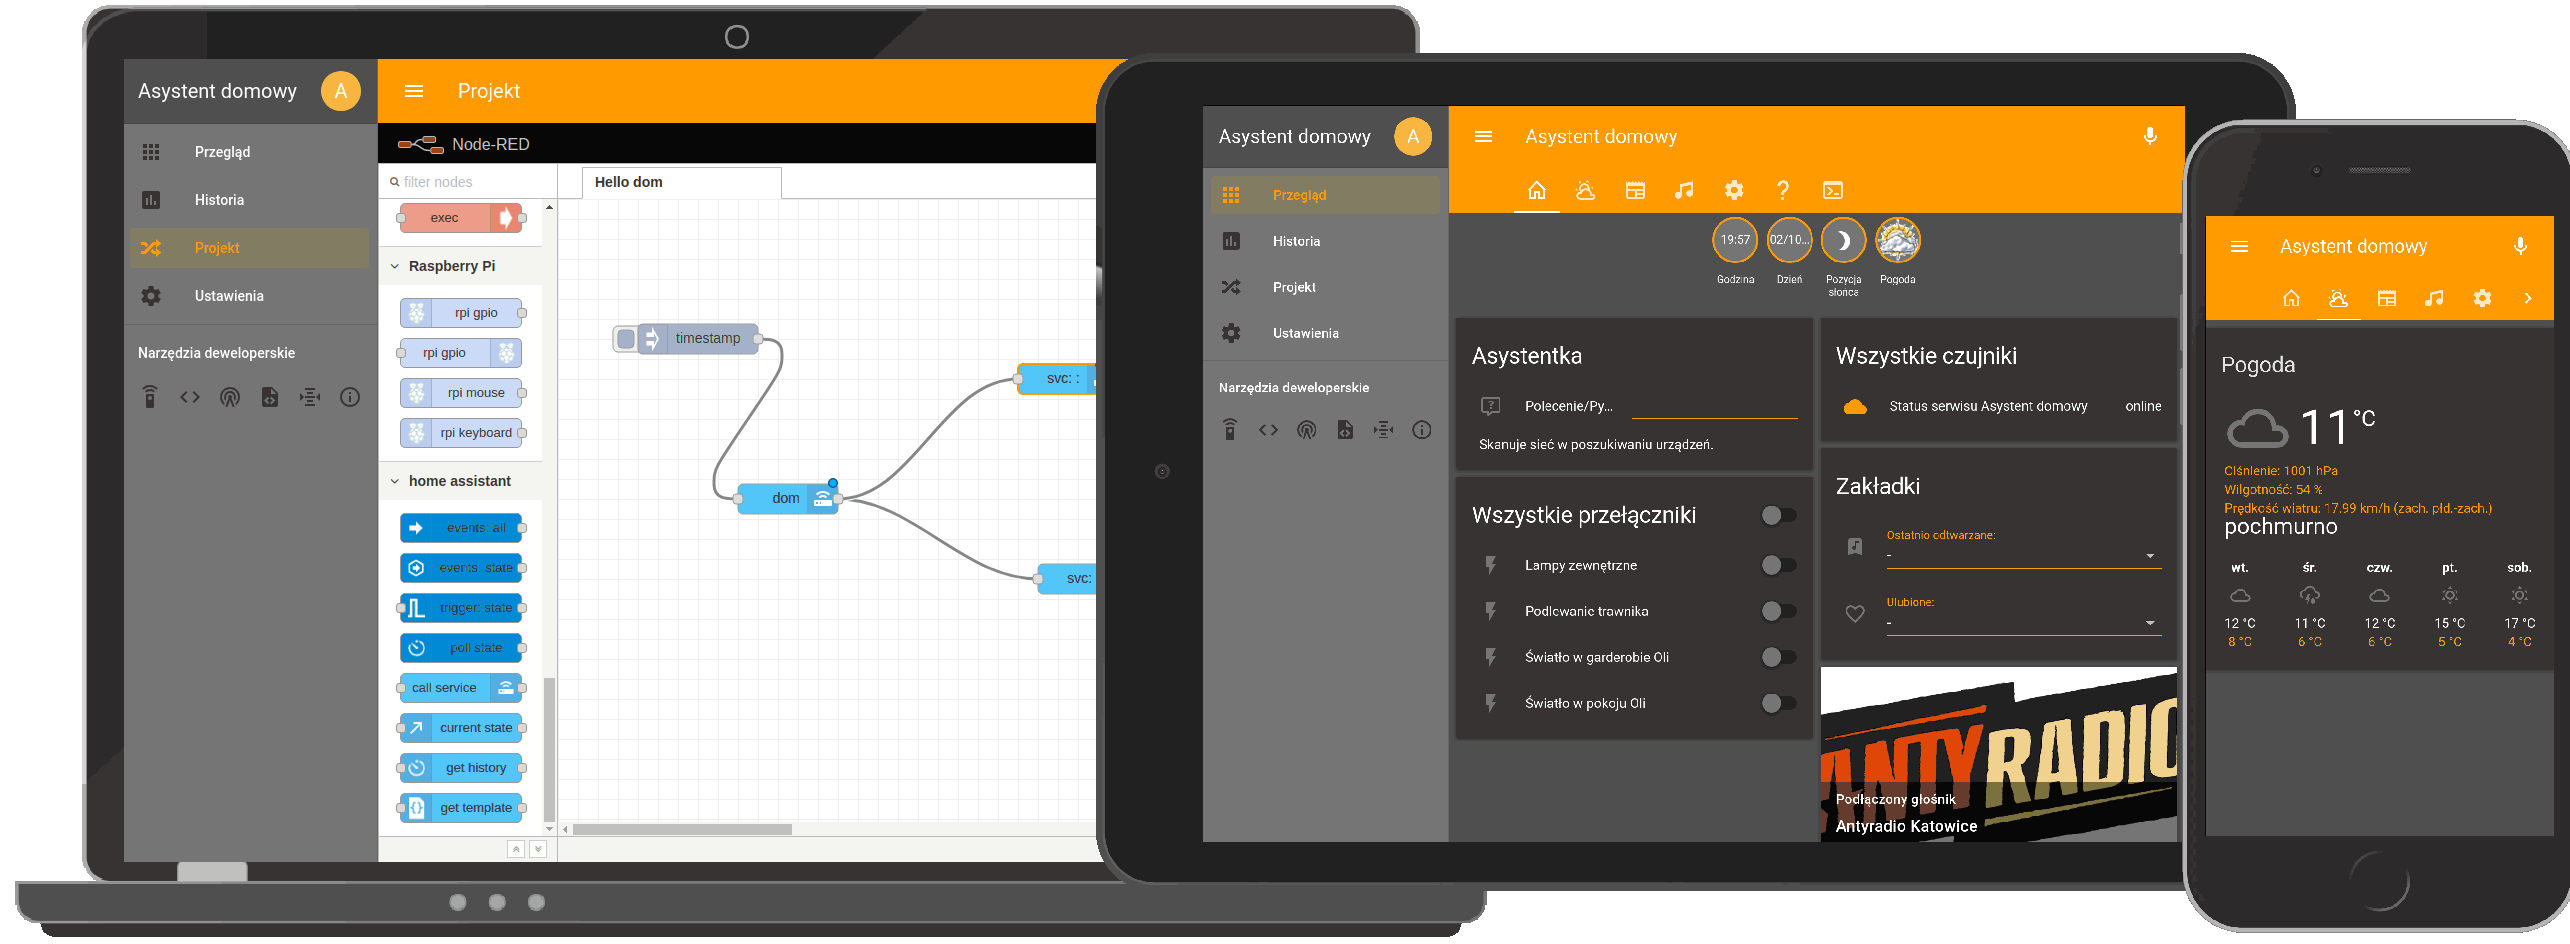 Asystent domowy
A
Przegląd
Historia
Projekt
Ustawienia
Narzędzia deweloperskie
Projekt
Node-RED
filter nodes
exec
Raspberry Pi
rpi gpio
rpi gpio
rpi mouse
rpi keyboard
home assistant
events: all
events: state
trigger: state
poll state
call service
current state
get history
get template
Hello dom
timestamp
dom
svc: :
svc:
Asystent domowy
A
Przegląd
Historia
Projekt
Ustawienia
Narzędzia deweloperskie
Asystent domowy
19:57
02/10...
Godzina
Dzień
Pozycja
słońca
Pogoda
Asystentka
Polecenie/Py...
Skanuje sieć w poszukiwaniu urządzeń.
Wszystkie przełączniki
Lampy zewnętrzne
Podlewanie trawnika
Światło w garderobie Oli
Światło w pokoju Oli
Wszystkie czujniki
Status serwisu Asystent domowy online
Zakładki
Ostatnio odtwarzane:
-
Ulubione:
-
ANTYRADIO
Podłączony głośnik
Antyradio Katowice
Asystent domowy
Pogoda
11 °C
Ciśnienie: 1001 hPa
Wilgotność: 54 %
Prędkość wiatru: 17.99 km/h (zach. płd.-zach.)
pochmurno
wt. śr. czw. pt. sob.
12 °C 11 °C 12 °C 15 °C 17 °C
8 °C 6 °C 6 °C 5 °C 4 °C